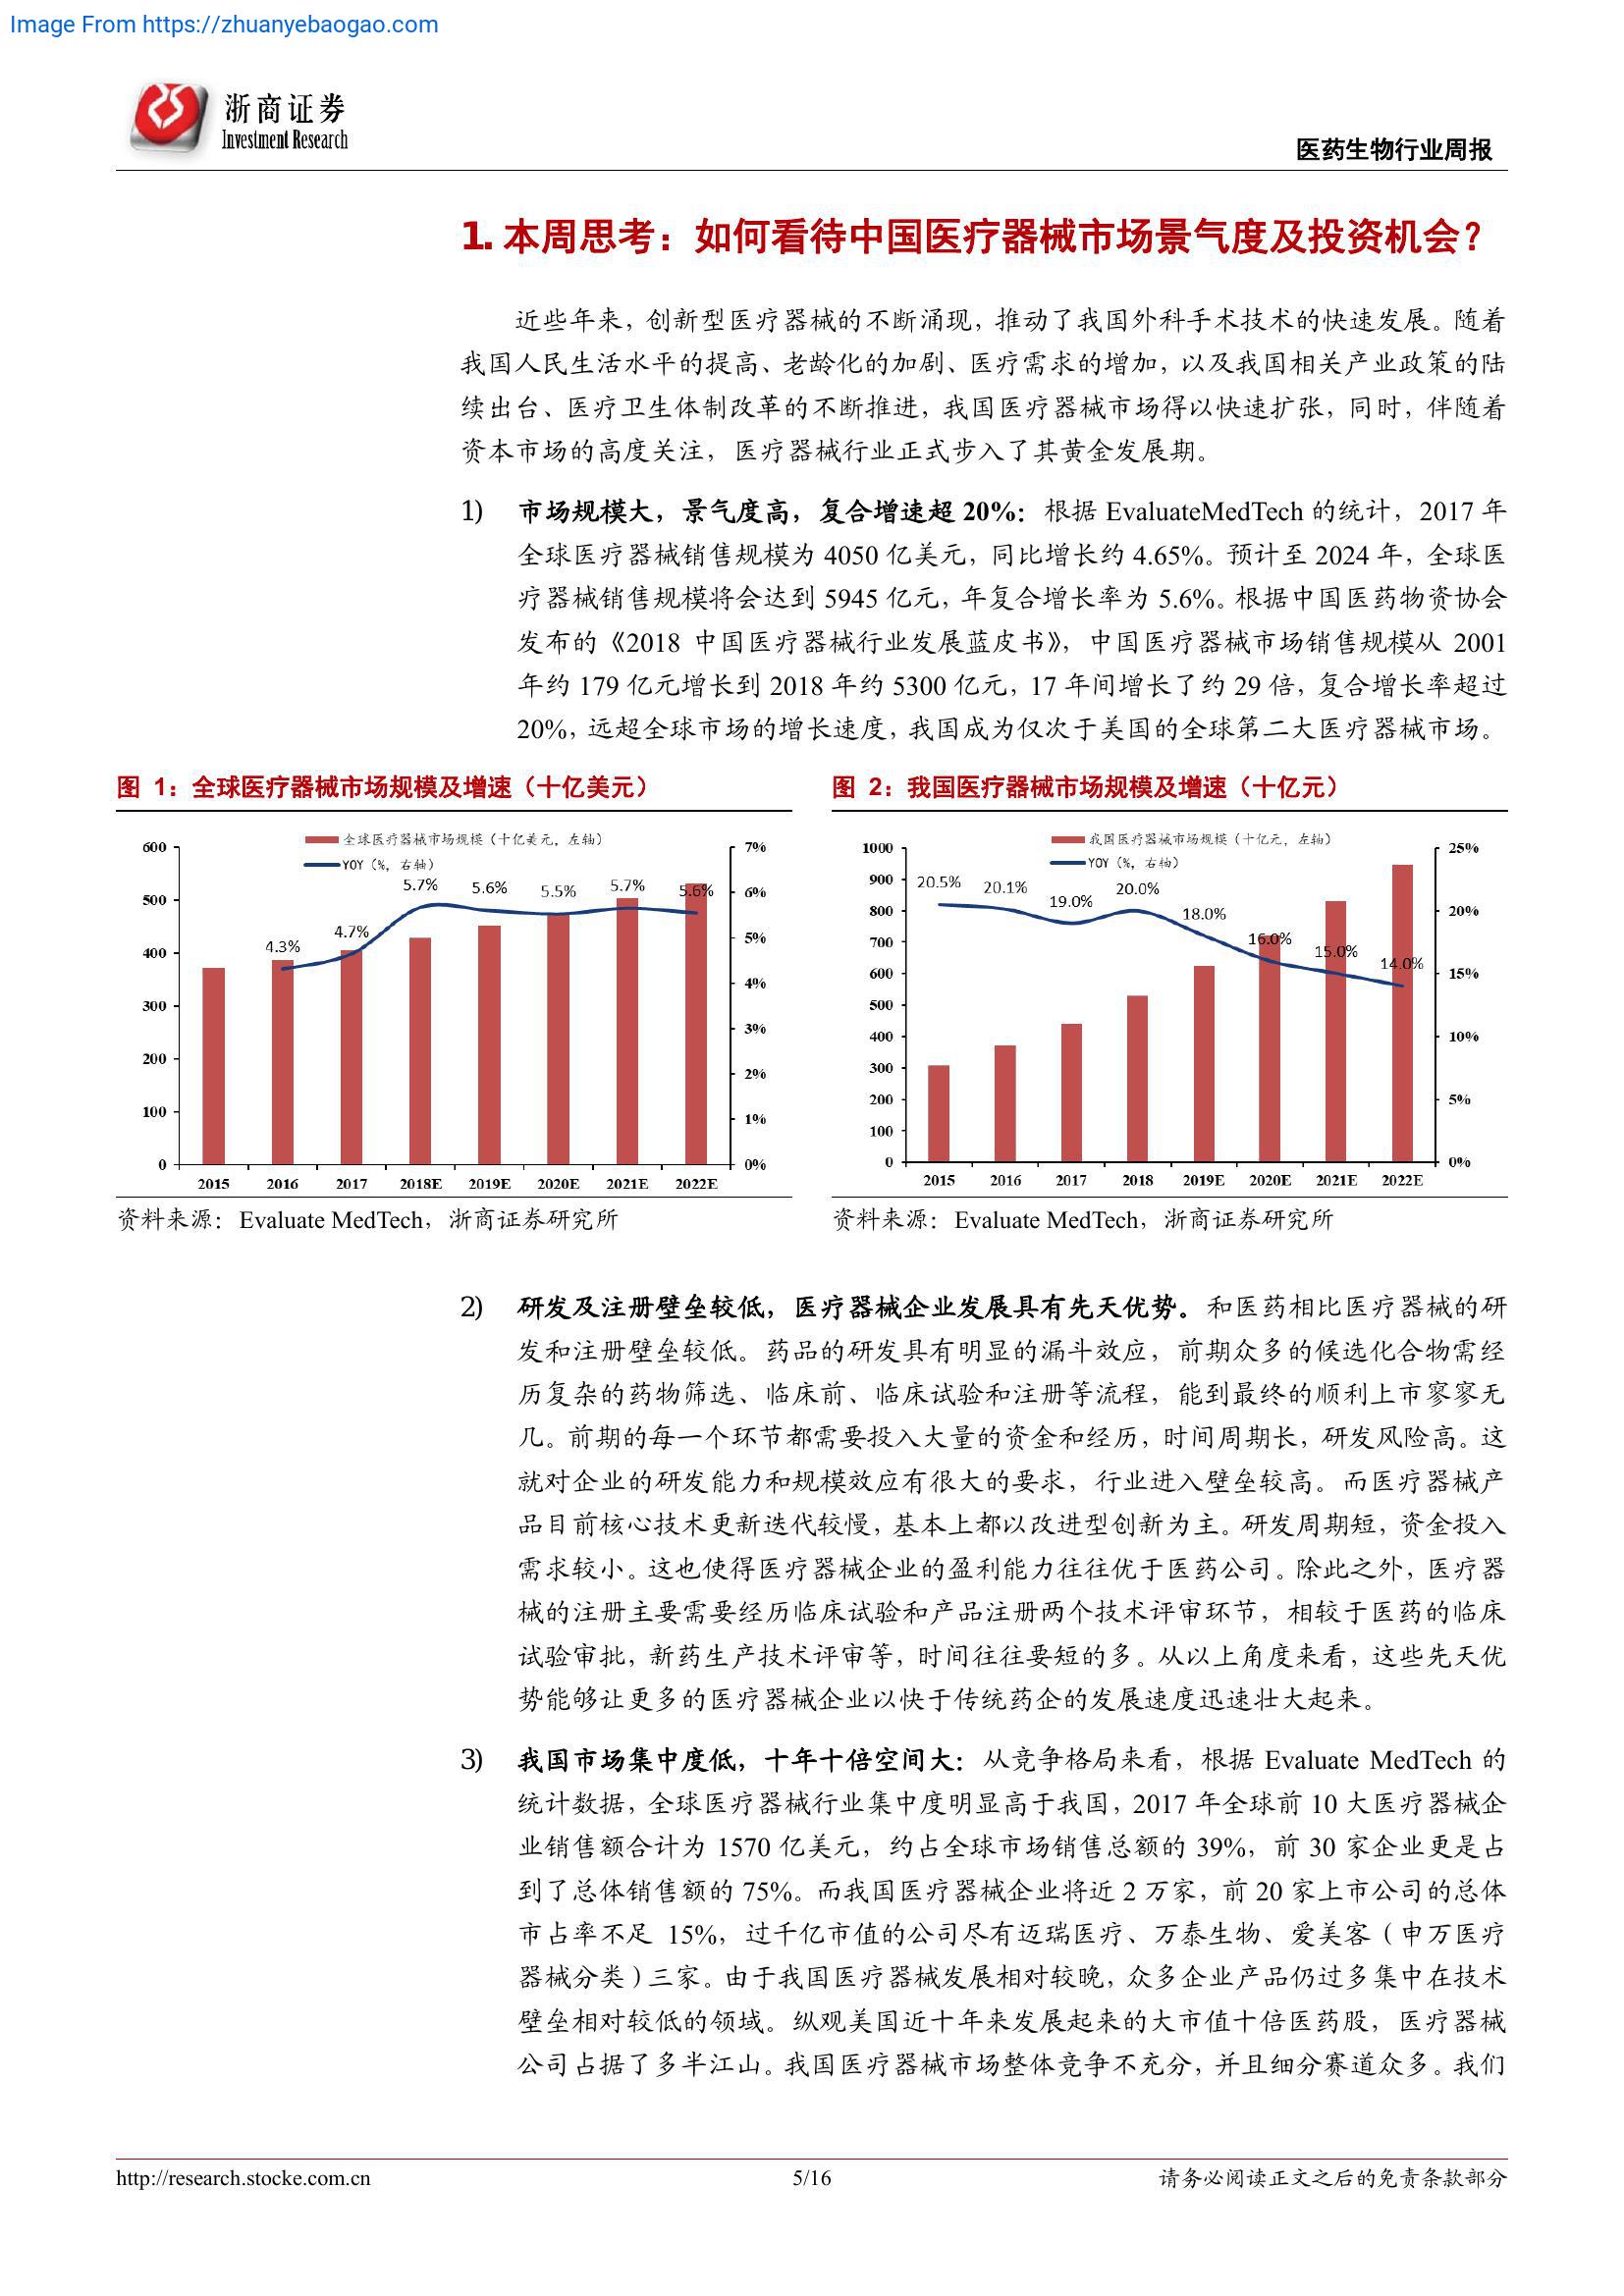 Image From https://zhuanyebaogao.com
浙商证券
Investment Research
医药生物行业周报
1. 本周思考：如何看待中国医疗器械市场景气度及投资机会？
近些年来，创新型医疗器械的不断涌现，推动了我国外科手术技术的快速发展。随着
我国人民生活水平的提高、老龄化的加剧、医疗需求的增加，以及我国相关产业政策的陆
续出台、医疗卫生体制改革的不断推进，我国医疗器械市场得以快速扩张，同时，伴随着
资本市场的高度关注，医疗器械行业正式步入了其黄金发展期。
1) 市场规模大，景气度高，复合增速超 20%：根据 EvaluateMedTech 的统计，2017 年
全球医疗器械销售规模为 4050 亿美元，同比增长约 4.65%。预计至 2024 年，全球医
疗器械销售规模将会达到 5945 亿元，年复合增长率为 5.6%。根据中国医药物资协会
发布的《2018 中国医疗器械行业发展蓝皮书》，中国医疗器械市场销售规模从 2001
年约 179 亿元增长到 2018 年约 5300 亿元，17 年间增长了约 29 倍，复合增长率超过
20%，远超全球市场的增长速度，我国成为仅次于美国的全球第二大医疗器械市场。
图 1：全球医疗器械市场规模及增速（十亿美元）
全球医疗器械市场规模（十亿美元，左轴）
YOY（%，右轴）
600
500
400
300
200
100
0
4.3%
4.7%
5.7%
5.6%
5.5%
5.7%
5.6%
7%
6%
5%
4%
3%
2%
1%
0%
2015 2016 2017 2018E 2019E 2020E 2021E 2022E
资料来源：Evaluate MedTech，浙商证券研究所
图 2：我国医疗器械市场规模及增速（十亿元）
我国医疗器械市场规模（十亿元，左轴）
YOY（%，右轴）
1000
900
800
700
600
500
400
300
200
100
0
20.5%
20.1%
19.0%
20.0%
18.0%
16.0%
15.0%
14.0%
25%
20%
15%
10%
5%
0%
2015 2016 2017 2018 2019E 2020E 2021E 2022E
资料来源：Evaluate MedTech，浙商证券研究所
2) 研发及注册壁垒较低，医疗器械企业发展具有先天优势。和医药相比医疗器械的研
发和注册壁垒较低。药品的研发具有明显的漏斗效应，前期众多的候选化合物需经
历复杂的药物筛选、临床前、临床试验和注册等流程，能到最终的顺利上市寥寥无
几。前期的每一个环节都需要投入大量的资金和经历，时间周期长，研发风险高。这
就对企业的研发能力和规模效应有很大的要求，行业进入壁垒较高。而医疗器械产
品目前核心技术更新迭代较慢，基本上都以改进型创新为主。研发周期短，资金投入
需求较小。这也使得医疗器械企业的盈利能力往往优于医药公司。除此之外，医疗器
械的注册主要需要经历临床试验和产品注册两个技术评审环节，相较于医药的临床
试验审批，新药生产技术评审等，时间往往要短的多。从以上角度来看，这些先天优
势能够让更多的医疗器械企业以快于传统药企的发展速度迅速壮大起来。
3) 我国市场集中度低，十年十倍空间大：从竞争格局来看，根据 Evaluate MedTech 的
统计数据，全球医疗器械行业集中度明显高于我国，2017 年全球前 10 大医疗器械企
业销售额合计为 1570 亿美元，约占全球市场销售总额的 39%，前 30 家企业更是占
到了总体销售额的 75%。而我国医疗器械企业将近 2 万家，前 20 家上市公司的总体
市占率不足 15%，过千亿市值的公司尽有迈瑞医疗、万泰生物、爱美客（申万医疗
器械分类）三家。由于我国医疗器械发展相对较晚，众多企业产品仍过多集中在技术
壁垒相对较低的领域。纵观美国近十年来发展起来的大市值十倍医药股，医疗器械
公司占据了多半江山。我国医疗器械市场整体竞争不充分，并且细分赛道众多。我们
http://research.stocke.com.cn
5/16
请务必阅读正文之后的免责条款部分